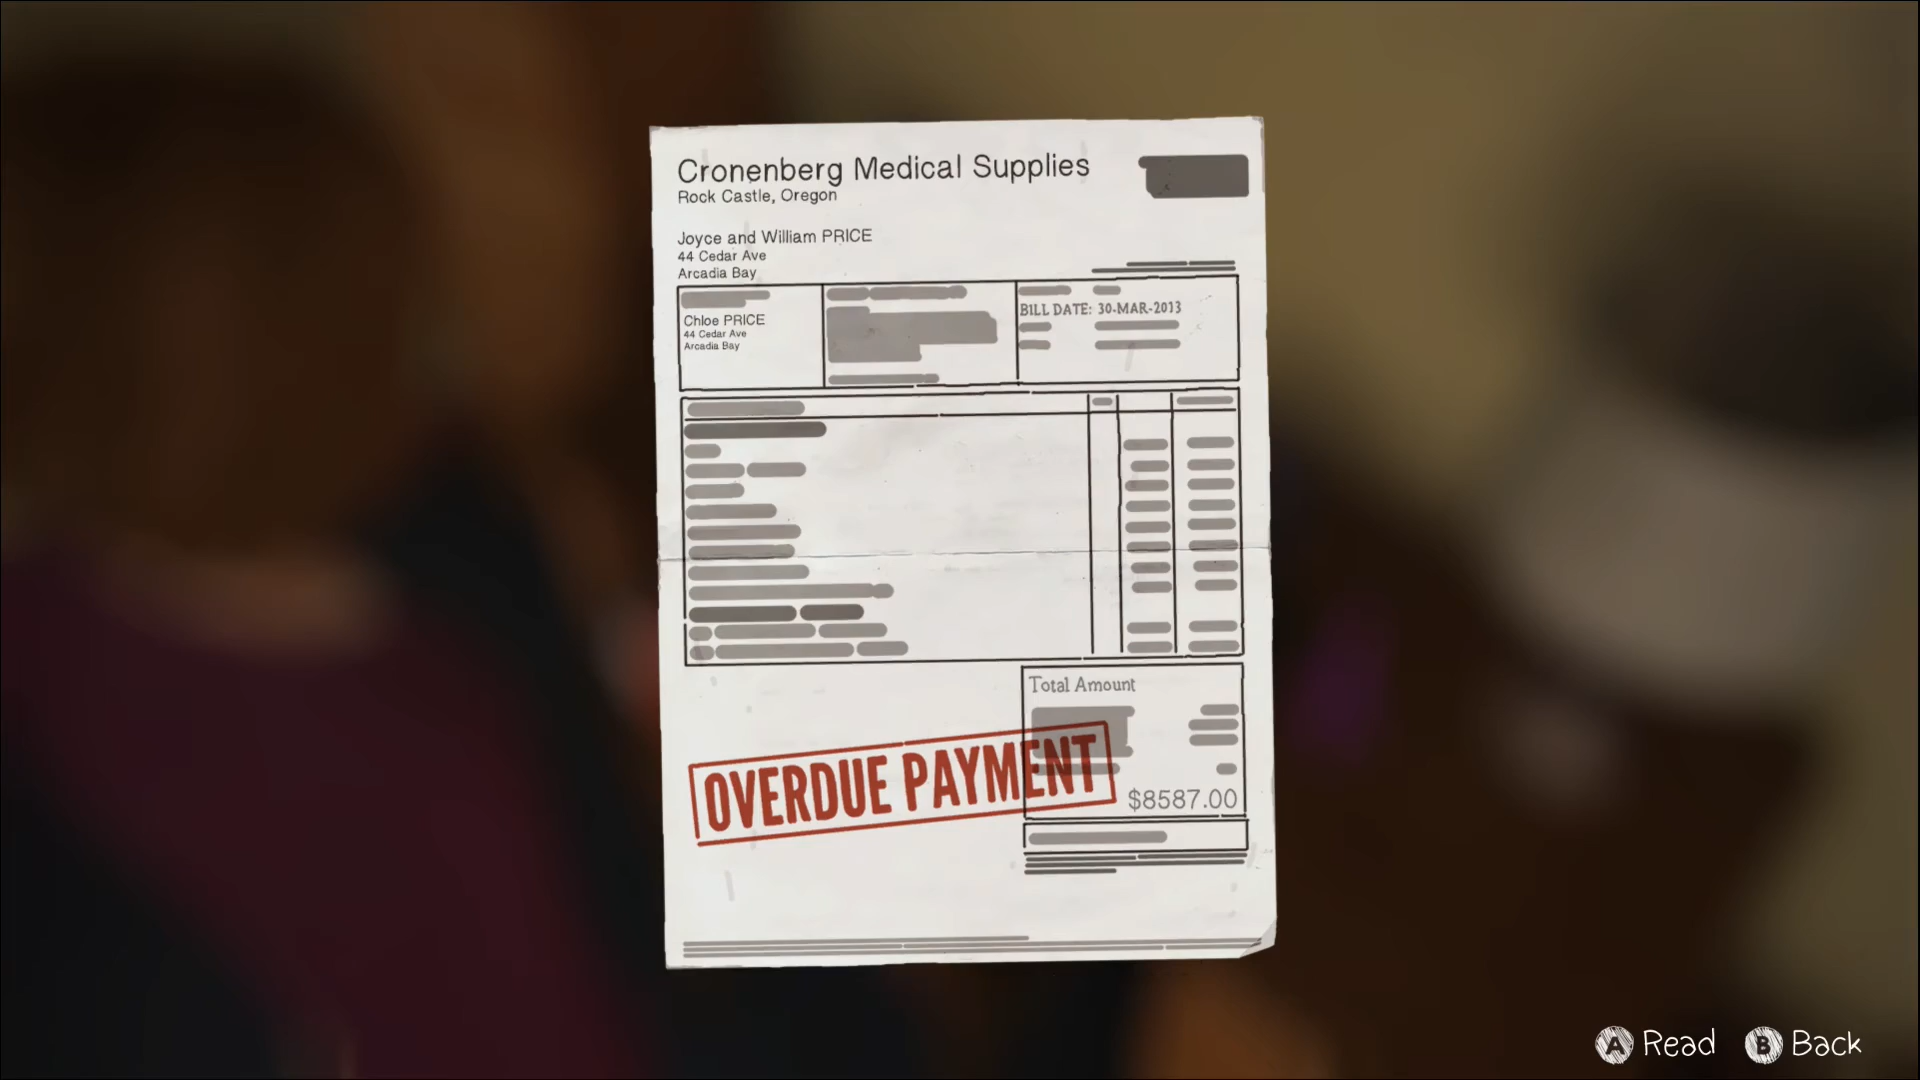 Cronenberg Medical Supplies
Rock Castle, Oregon
Joyce and William PRICE
44 Cedar Ave
Arcadia Bay
Chloe PRICE
44 Cedar Ave
Arcadia Bay
BILL DATE: 30-MAR-2013
Total Amount
OVERDUE PAYMENT
$8587.00
A Read B Back